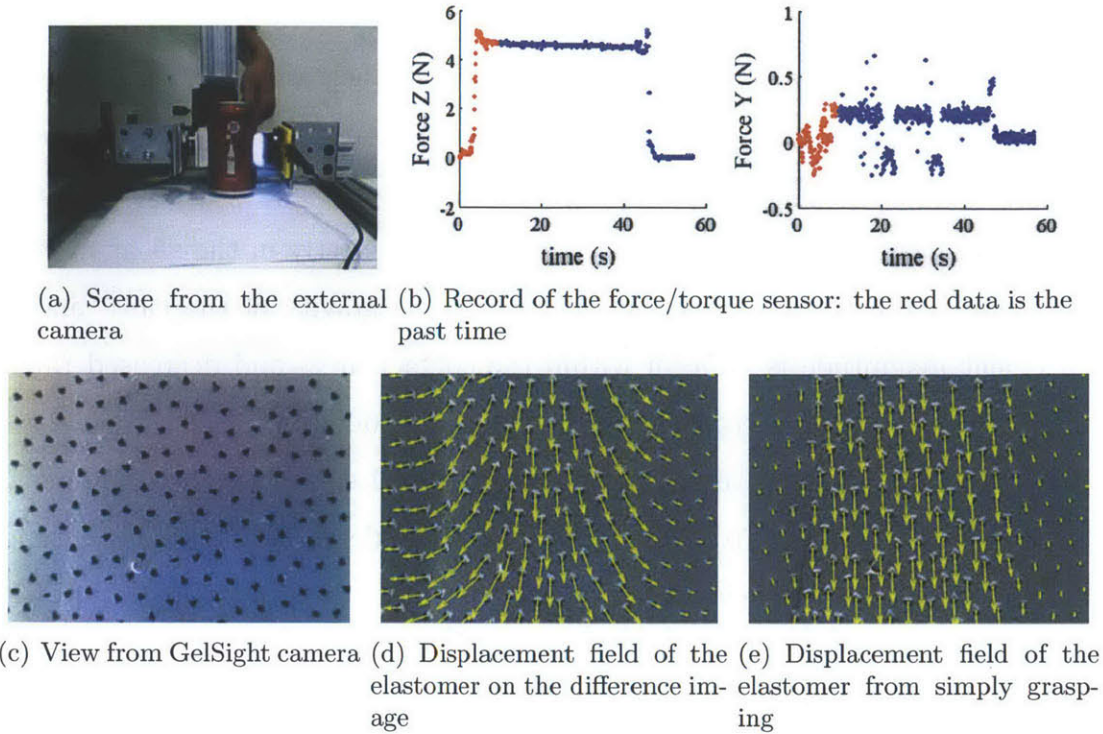 6
4
2
0
-2
0
20
40
60
Force Z (N)
time (s)
1
0.5
0
-0.5
0
20
40
60
Force Y (N)
time (s)
(a) Scene from the external
camera
(b) Record of the force/torque sensor: the red data is the
past time
(c) View from GelSight camera
(d) Displacement field of the
elastomer on the difference im-
age
(e) Displacement field of the
elastomer from simply grasp-
ing